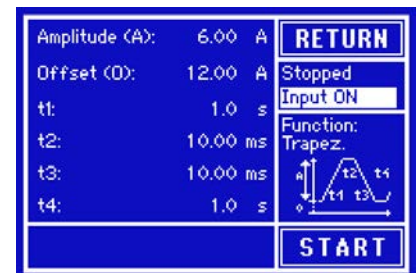 Amplitude (A): 6.00 A
Offset (O): 12.00 A
t1: 1.0 s
t2: 10.00 ms
t3: 10.00 ms
t4: 1.0 s
RETURN
Stopped
Input ON
Function:
Trapez.
A t2 t4
t1 t3
0
START